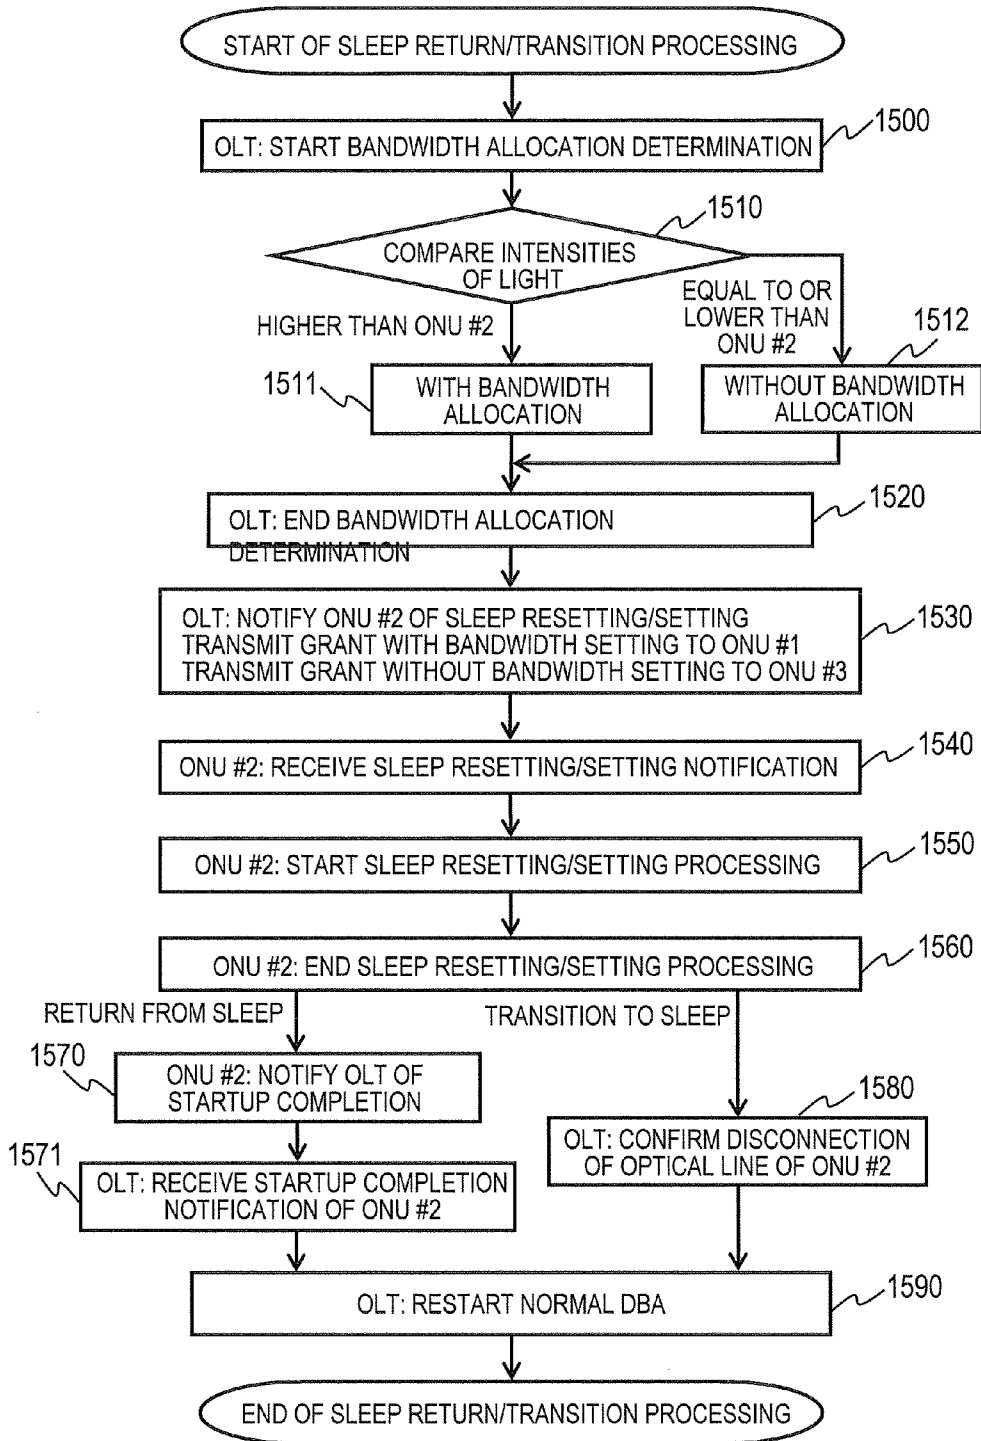 START OF SLEEP RETURN/TRANSITION PROCESSING
1500
OLT: START BANDWIDTH ALLOCATION DETERMINATION
1510
COMPARE INTENSITIES
OF LIGHT
HIGHER THAN ONU #2
EQUAL TO OR
LOWER THAN
ONU #2
1511
WITH BANDWIDTH
ALLOCATION
1512
WITHOUT BANDWIDTH
ALLOCATION
1520
OLT: END BANDWIDTH ALLOCATION
DETERMINATION
1530
OLT: NOTIFY ONU #2 OF SLEEP RESETTING/SETTING
TRANSMIT GRANT WITH BANDWIDTH SETTING TO ONU #1
TRANSMIT GRANT WITHOUT BANDWIDTH SETTING TO ONU #3
1540
ONU #2: RECEIVE SLEEP RESETTING/SETTING NOTIFICATION
1550
ONU #2: START SLEEP RESETTING/SETTING PROCESSING
1560
ONU #2: END SLEEP RESETTING/SETTING PROCESSING
RETURN FROM SLEEP
TRANSITION TO SLEEP
1570
ONU #2: NOTIFY OLT OF
STARTUP COMPLETION
1580
OLT: CONFIRM DISCONNECTION
OF OPTICAL LINE OF ONU #2
1571
OLT: RECEIVE STARTUP COMPLETION
NOTIFICATION OF ONU #2
1590
OLT: RESTART NORMAL DBA
END OF SLEEP RETURN/TRANSITION PROCESSING